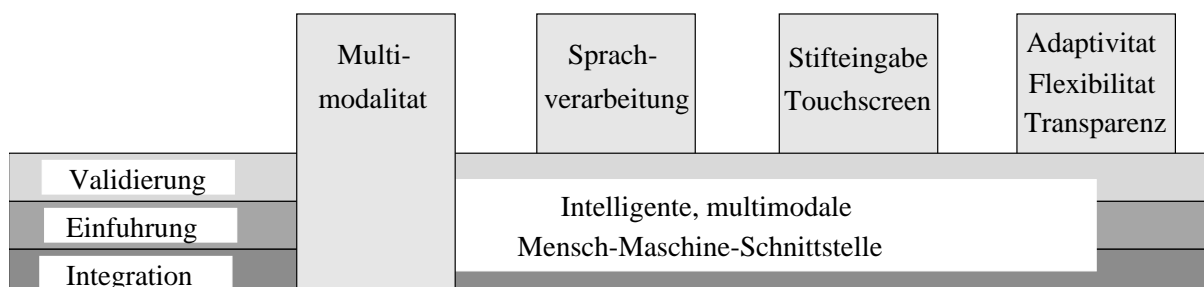 Multi-
modalitat
Sprach-
verarbeitung
Stifteingabe
Touchscreen
Adaptivitat
Flexibilitat
Transparenz
Validierung
Einfuhrung
Integration
Intelligente, multimodale
Mensch-Maschine-Schnittstelle